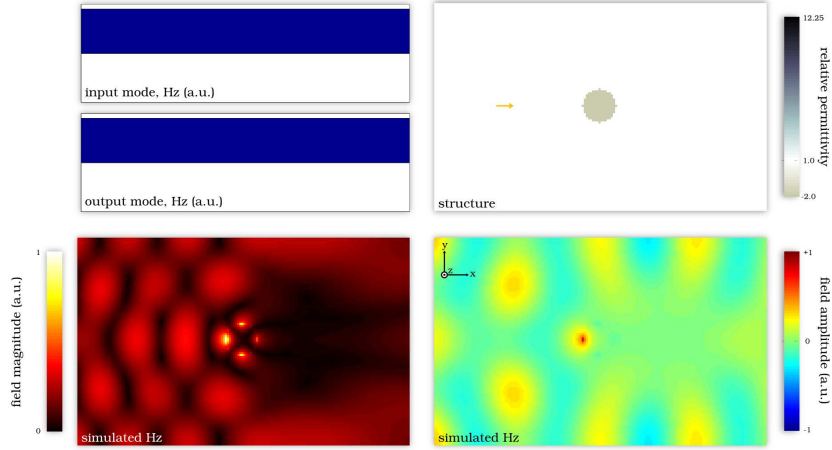 input mode, Hz (a.u.)
output mode, Hz (a.u.)
structure
12.25
1.0
-2.0
relative permittivity
1
0
field magnitude (a.u.)
simulated Hz
y
z
x
simulated Hz
+1
0
-1
field amplitude (a.u.)